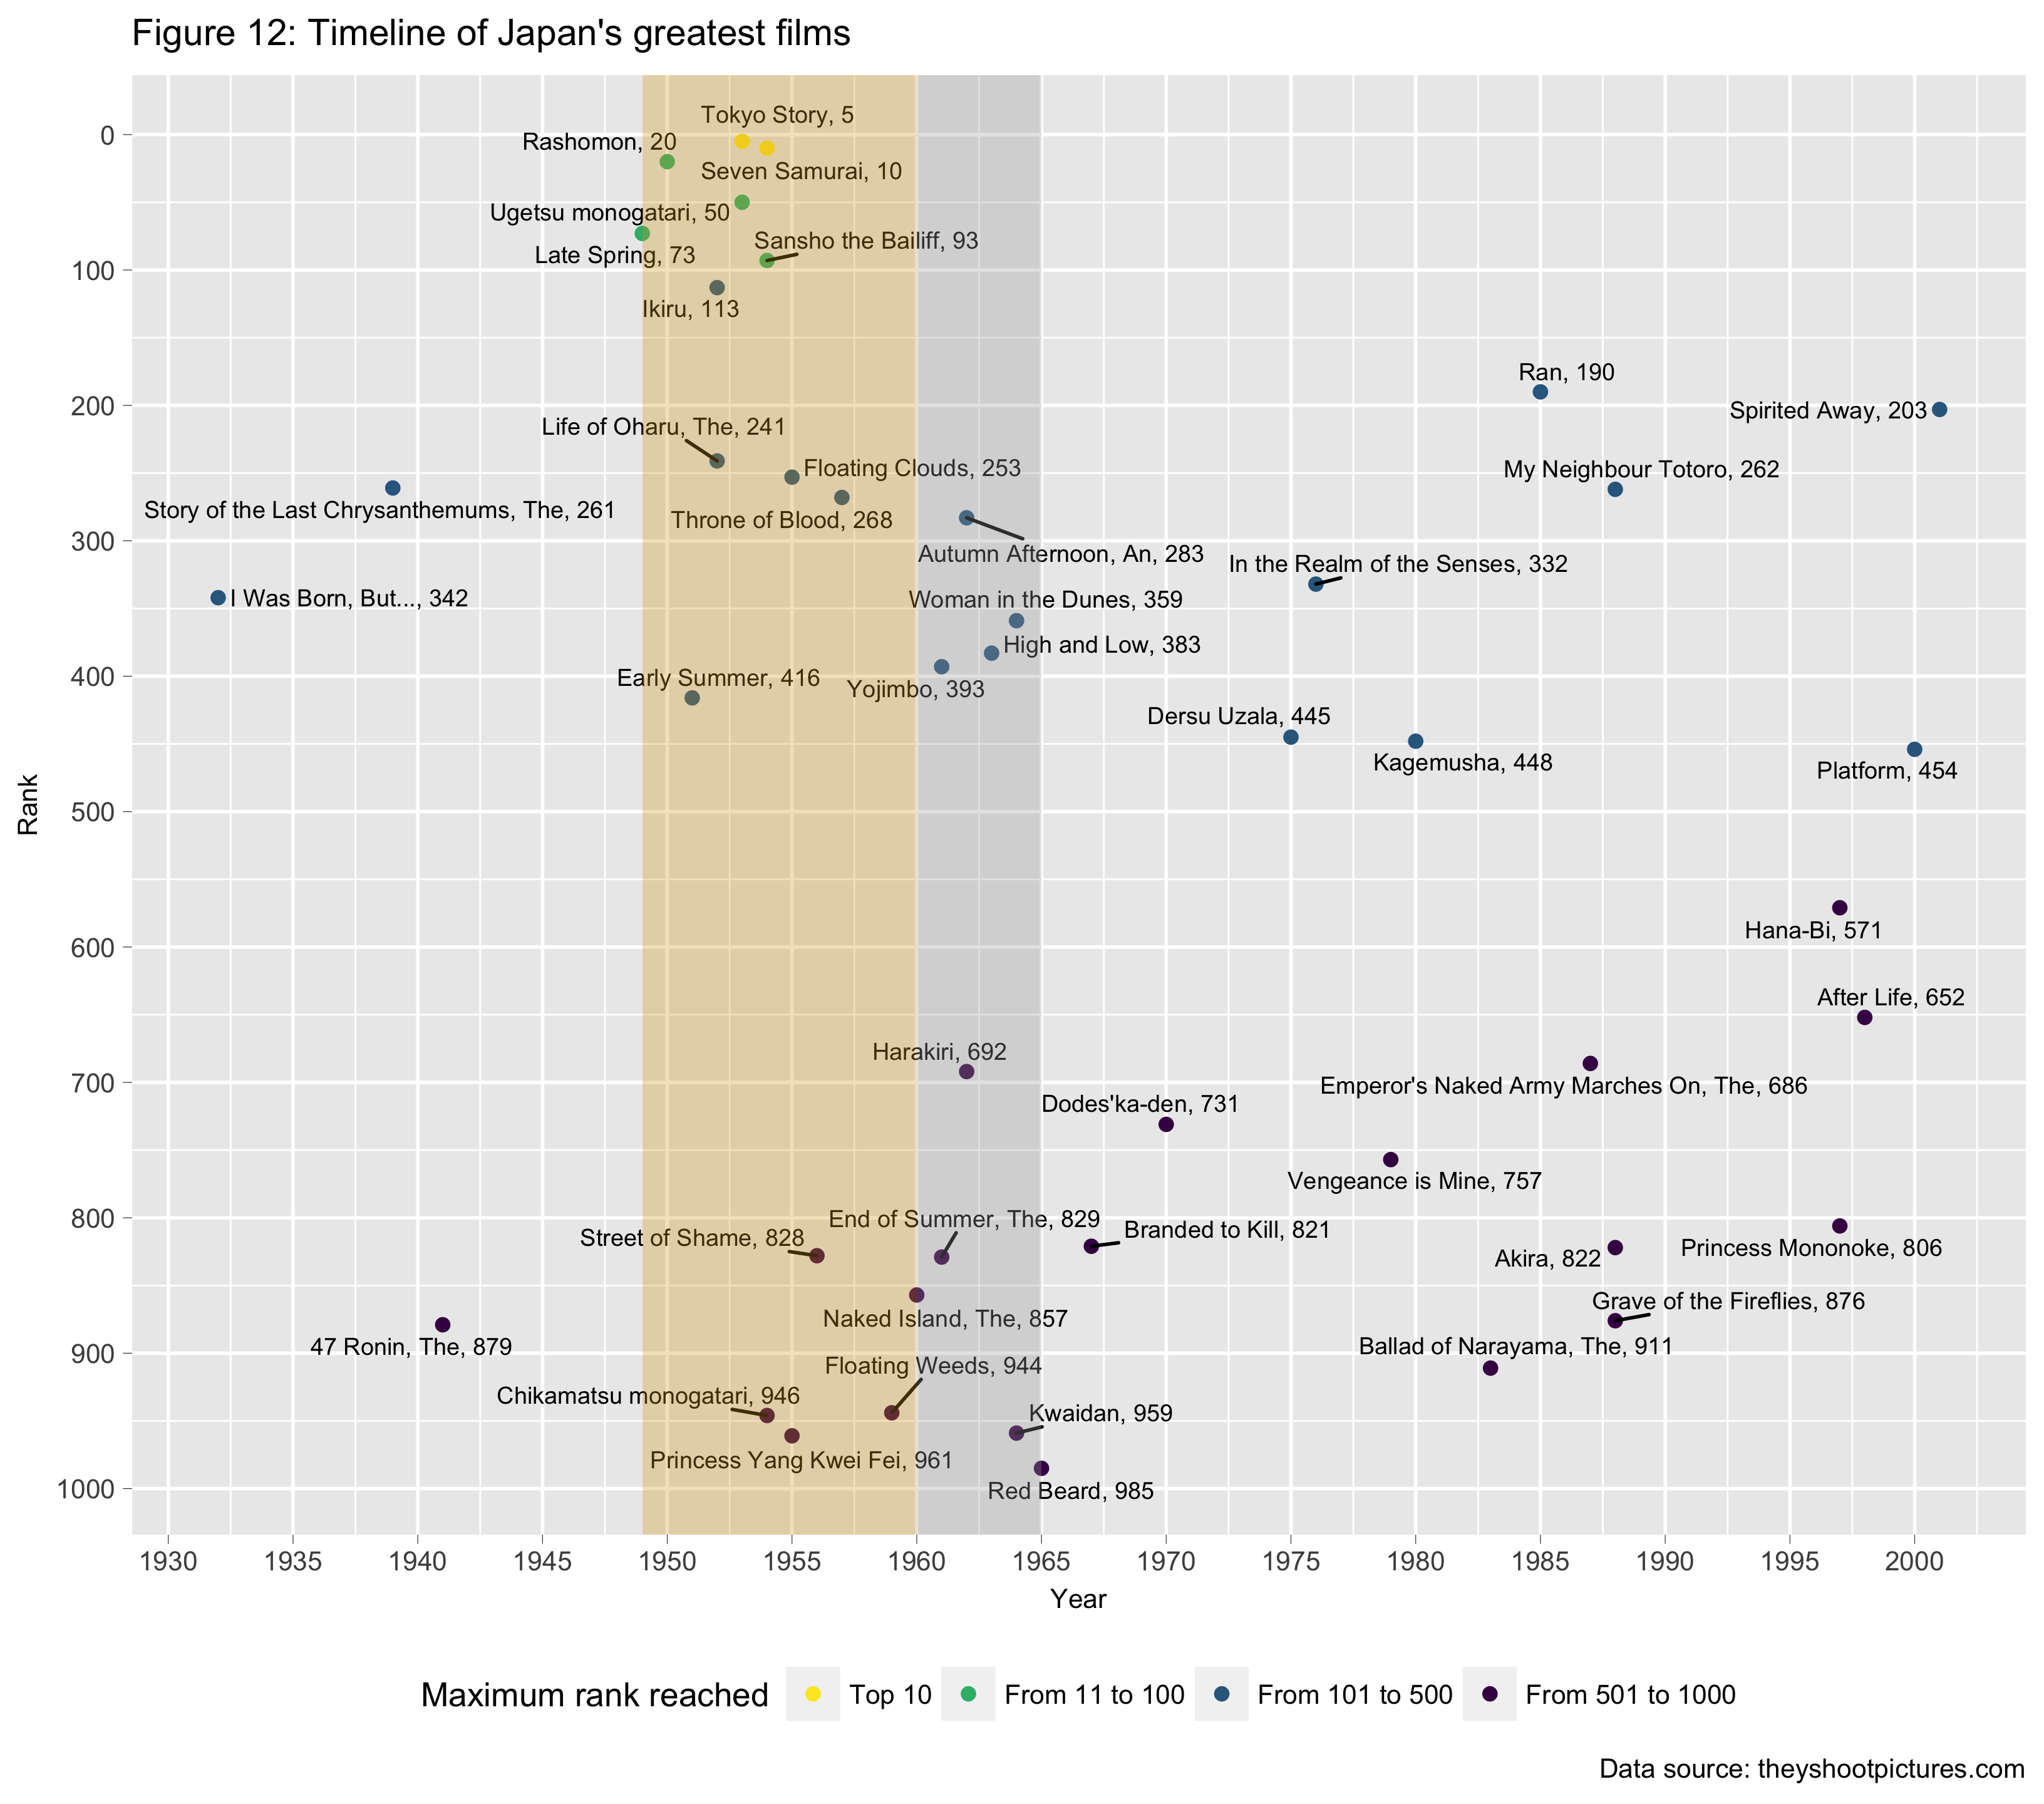 Figure 12: Timeline of Japan's greatest films
Tokyo Story, 5
0
Rashomon, 20
Seven Samurai, 10
Ugetsu monogatari, 50
Sansho the Bailiff, 93
Late Spring, 73
100
Ikiru, 113
Ran, 190
200
Spirited Away, 203
Life of Oharu, The, 241
Floating Clouds, 253
My Neighbour Totoro, 262
Story of the Last Chrysanthemums, The, 261
Throne of Blood, 268
300
Autumn Afternoon, An, 283
In the Realm of the Senses, 332
I Was Born, But..., 342
Woman in the Dunes, 359
High and Low, 383
400
Early Summer, 416
Yojimbo, 393
Dersu Uzala, 445
Kagemusha, 448
Platform, 454
Rank
500
Hana-Bi, 571
600
After Life, 652
Harakiri, 692
700
Emperor's Naked Army Marches On, The, 686
Dodes'ka-den, 731
Vengeance is Mine, 757
800
End of Summer, The, 829
Branded to Kill, 821
Street of Shame, 828
Princess Mononoke, 806
Akira, 822
Grave of the Fireflies, 876
Naked Island, The, 857
47 Ronin, The, 879
Ballad of Narayama, The, 911
900
Floating Weeds, 944
Chikamatsu monogatari, 946
Kwaidan, 959
Princess Yang Kwei Fei, 961
1000
Red Beard, 985
1930 1935 1940 1945 1950 1955 1960 1965 1970 1975 1980 1985 1990 1995 2000
Year
Maximum rank reached Top 10 From 11 to 100 From 101 to 500 From 501 to 1000
Data source: theyshootpictures.com